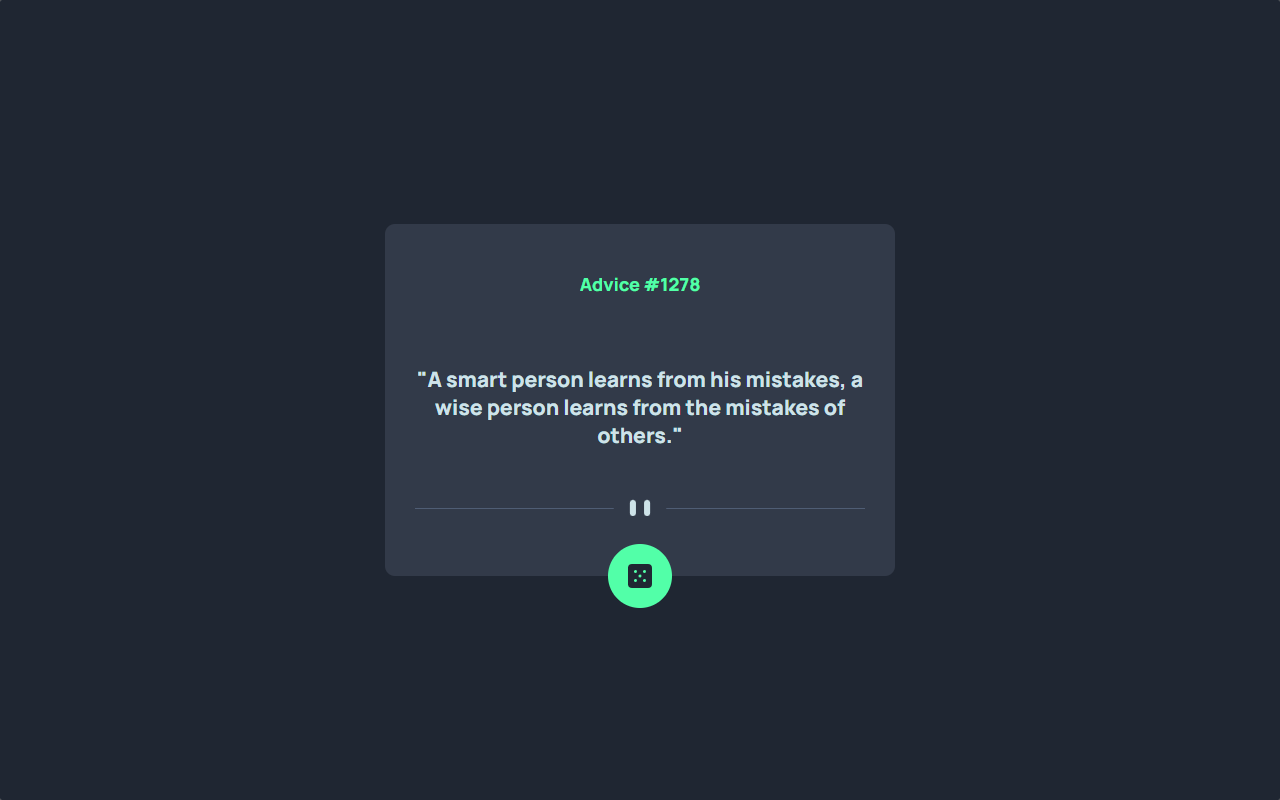 Advice #1278
"A smart person learns from his mistakes, a
wise person learns from the mistakes of
others."